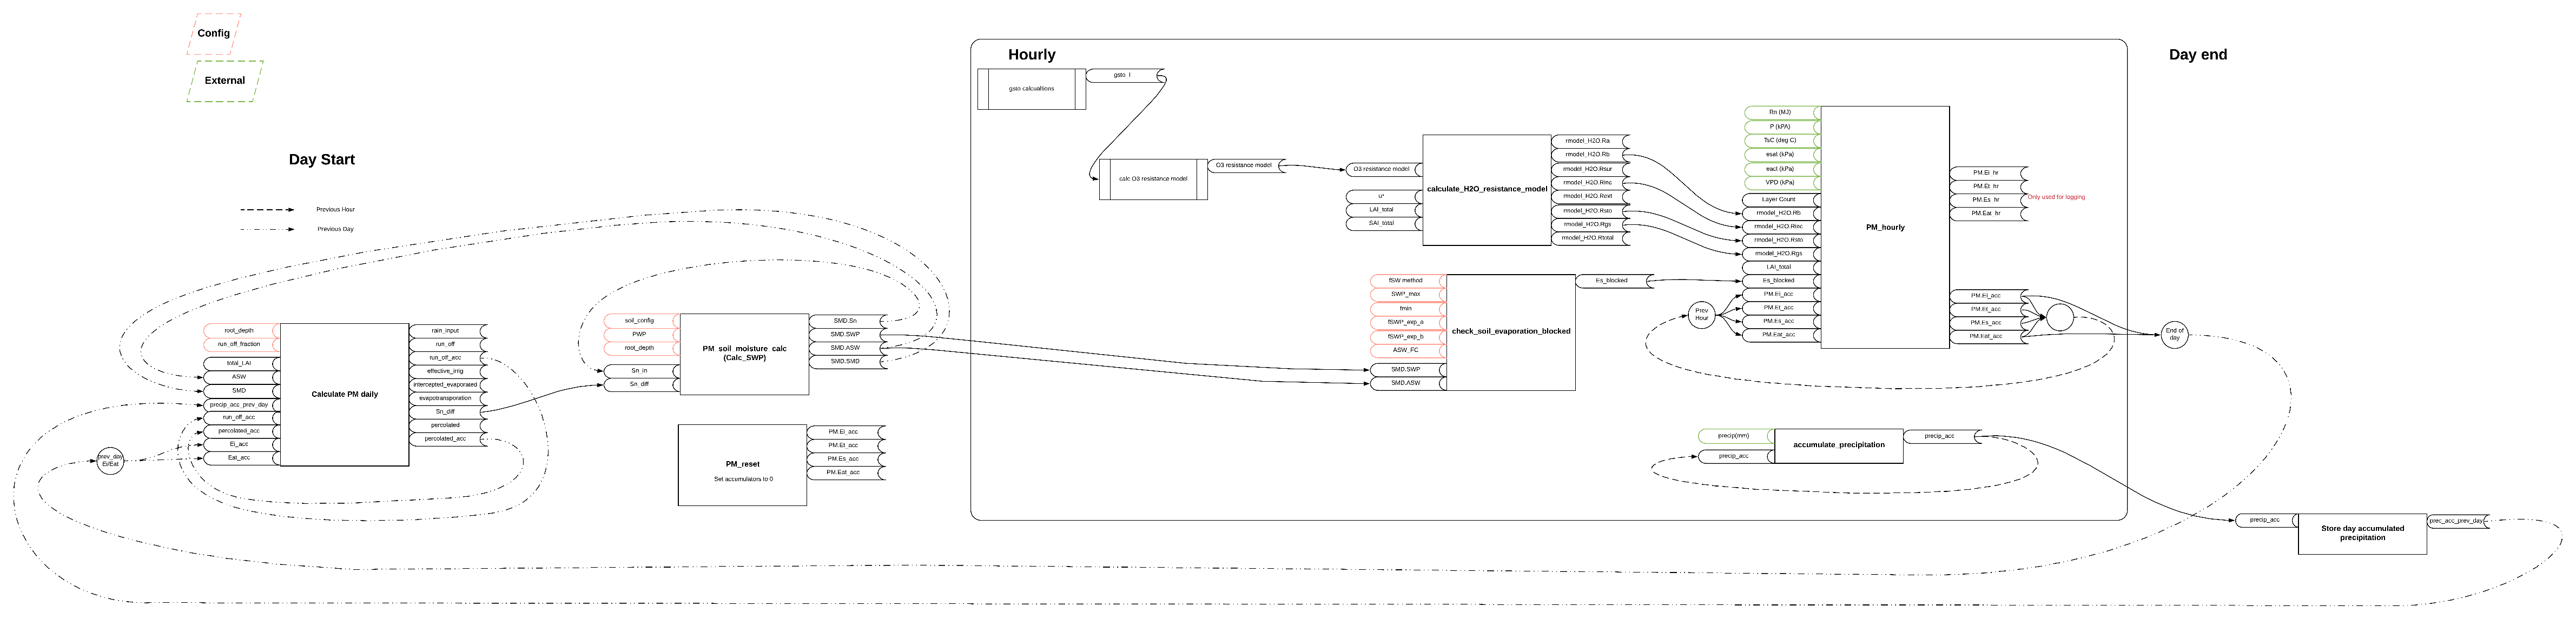 Config
External
Day Start
Previous Hour
Previous Day
Hourly
Day end
gsto calcualtions
gsto_l
calc O3 resistance model
O3 resistance model
O3 resistance model
u*
LAI_total
SAI_total
calculate_H2O_resistance_model
rmodel_H2O.Ra
rmodel_H2O.Rb
rmodel_H2O.Rsur
rmodel_H2O.Rinc
rmodel_H2O.Rext
rmodel_H2O.Rsto
rmodel_H2O.Rgs
rmodel_H2O.Rtotal
Rn (MJ)
P (kPA)
TsC (deg C)
esat (kPa)
eact (kPa)
VPD (kPa)
Layer Count
rmodel_H2O.Rb
rmodel_H2O.Rinc
rmodel_H2O.Rsto
rmodel_H2O.Rgs
LAI_total
Es_blocked
PM.Ei_acc
PM.Et_acc
PM.Es_acc
PM.Eat_acc
PM_hourly
PM.Ei_hr
PM.Et_hr
PM.Es_hr
PM.Eat_hr
Only used for logging
PM.Ei_acc
PM.Et_acc
PM.Es_acc
PM.Eat_acc
Prev
Hour
End of
day
fSW method
SWP_max
fmin
fSWP_exp_a
fSWP_exp_b
ASW_FC
SMD.SWP
SMD.ASW
check_soil_evaporation_blocked
Es_blocked
root_depth
run_off_fraction
total_LAI
ASW
SMD
precip_acc_prev_day
run_off_acc
percolated_acc
Ei_acc
Eat_acc
Calculate PM daily
rain_input
run_off
run_off_acc
effective_irrig
intercepted_evaporated
evapotransporation
Sn_diff
percolated
percolated_acc
prev_day
Ei/Eat
soil_config
PWP
root_depth
Sn_in
Sn_diff
PM_soil_moisture_calc
(Calc_SWP)
SMD.Sn
SMD.SWP
SMD.ASW
SMD.SMD
PM_reset
Set accumulators to 0
PM.Ei_acc
PM.Et_acc
PM.Es_acc
PM.Eat_acc
precip(mm)
precip_acc
accumulate_precipitation
precip_acc
precip_acc
Store day accumulated
precipitation
prec_acc_prev_day